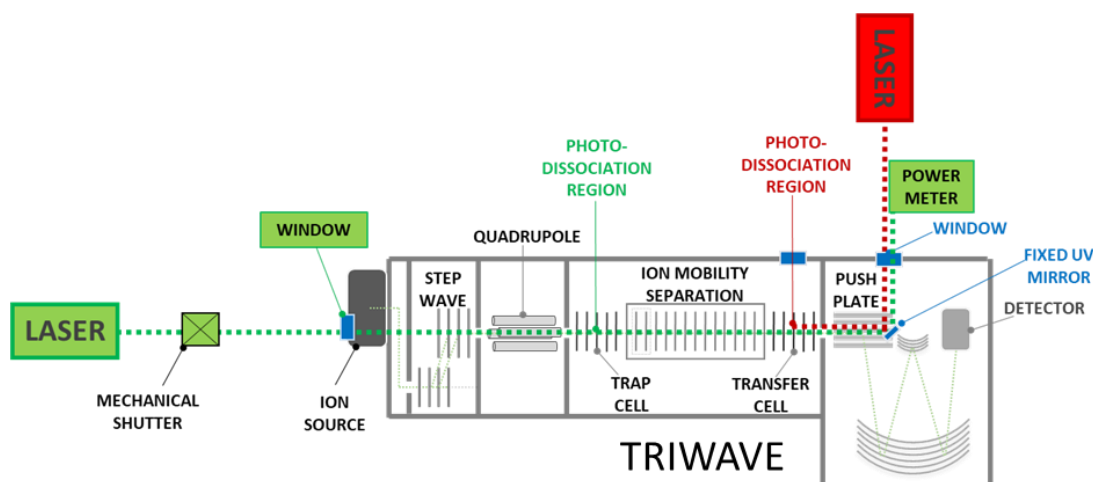 LASER
PHOTO-
DISSOCIATION
REGION
PHOTO-
DISSOCIATION
REGION
POWER
METER
WINDOW
QUADRUPOLE
WINDOW
FIXED UV
MIRROR
STEP
WAVE
ION MOBILITY
SEPARATION
PUSH
PLATE
DETECTOR
LASER
MECHANICAL
SHUTTER
ION
SOURCE
TRAP
CELL
TRANSFER
CELL
TRIWAVE